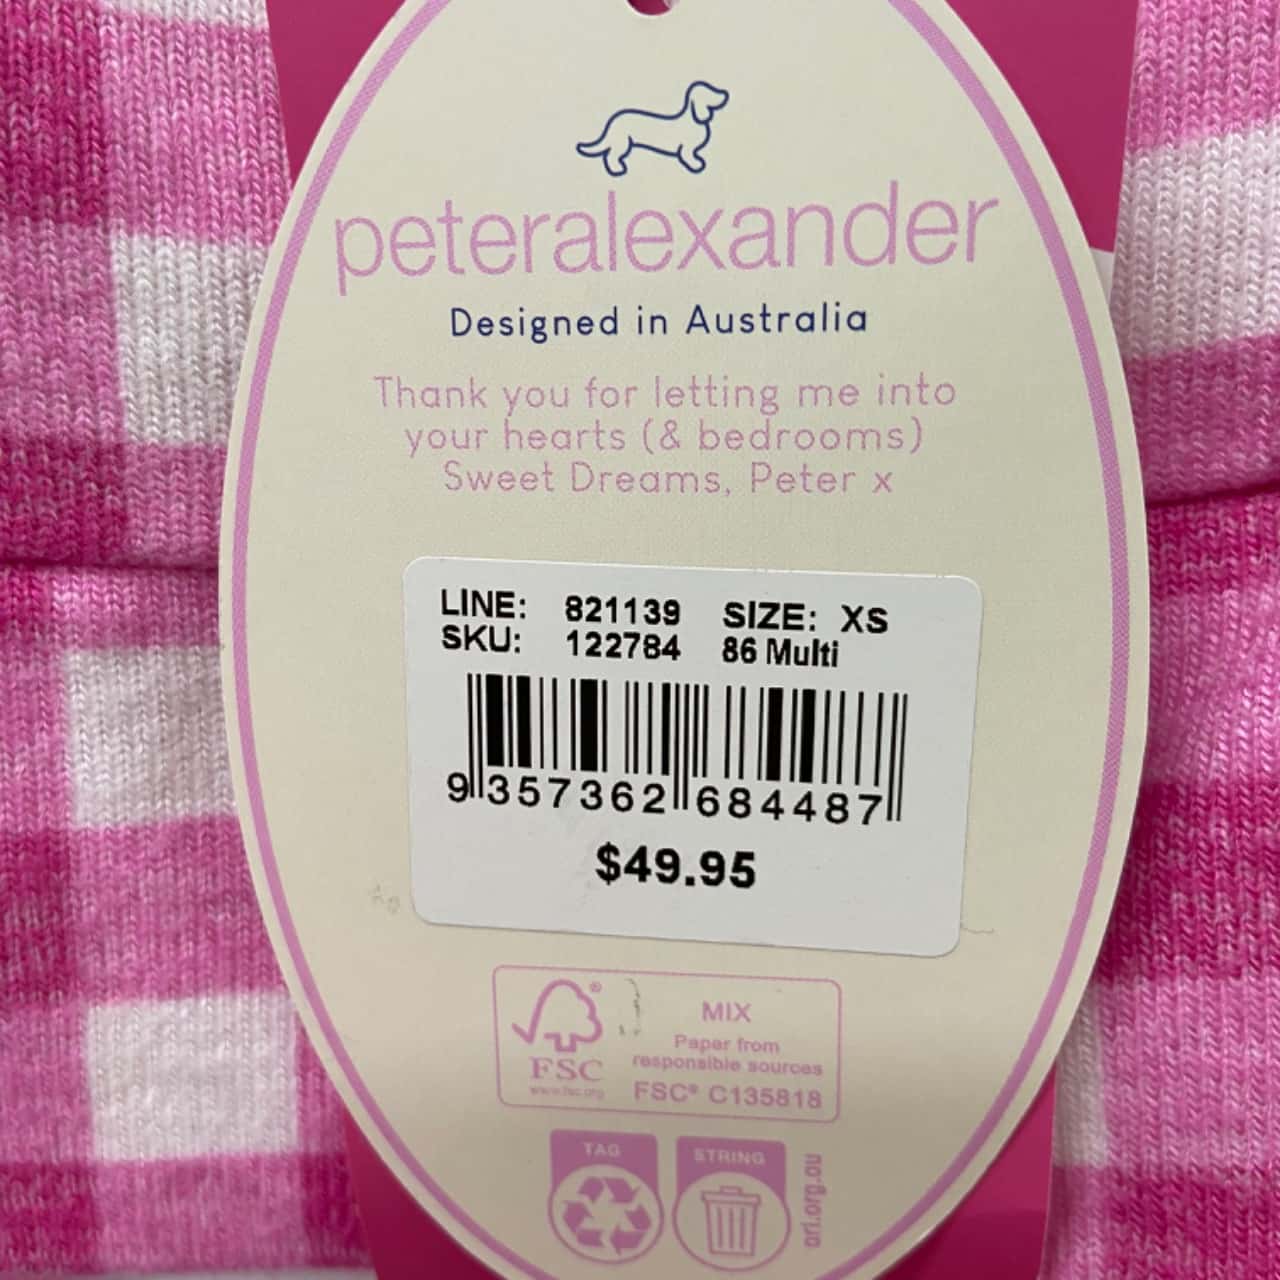 peteralexander
Designed in Australia
Thank you for letting me into
your hearts (& bedrooms)
Sweet Dreams, Peter x
LINE: 821139 SIZE: XS
SKU: 122784 86 Multi
9 357362 684487
$49.95
FSC®
www.fsc.org
MIX
Paper from
responsible sources
FSC® C135818
TAG
STRING
arl.org.au